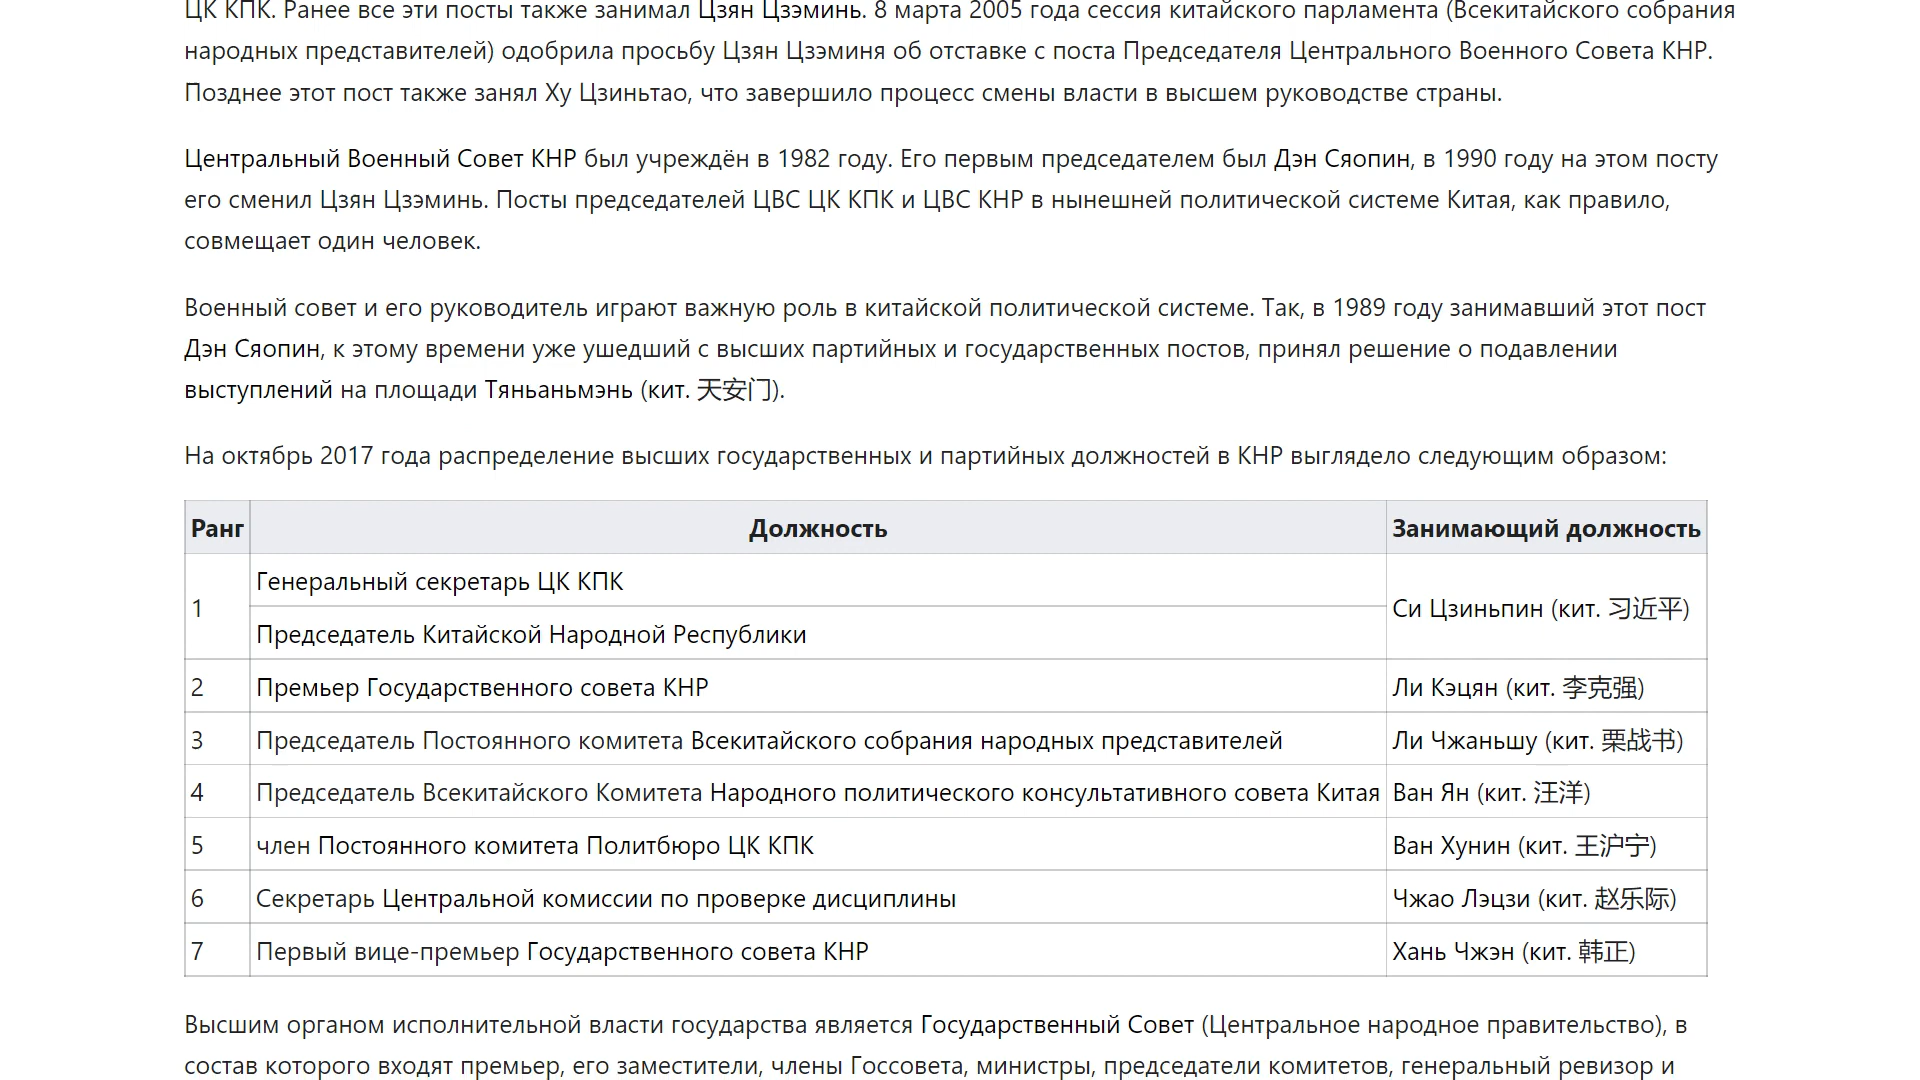 ЦК КПК. Ранее все эти посты также занимал Цзян Цзэминь. 8 марта 2005 года сессия китайского парламента (Всекитайского собрания
народных представителей) одобрила просьбу Цзян Цзэминя об отставке с поста Председателя Центрального Военного Совета КНР.
Позднее этот пост также занял Ху Цзиньтао, что завершило процесс смены власти в высшем руководстве страны.
Центральный Военный Совет КНР был учреждён в 1982 году. Его первым председателем был Дэн Сяопин, в 1990 году на этом посту
его сменил Цзян Цзэминь. Посты председателей ЦВС ЦК КПК и ЦВС КНР в нынешней политической системе Китая, как правило,
совмещает один человек.
Военный совет и его руководитель играют важную роль в китайской политической системе. Так, в 1989 году занимавший этот пост
Дэн Сяопин, к этому времени уже ушедший с высших партийных и государственных постов, принял решение о подавлении
выступлений на площади Тяньаньмэнь (кит. 天安门).
На октябрь 2017 года распределение высших государственных и партийных должностей в КНР выглядело следующим образом:
Ранг Должность Занимающий должность
1 Генеральный секретарь ЦК КПК Си Цзиньпин (кит. 习近平)
Председатель Китайской Народной Республики
2 Премьер Государственного совета КНР Ли Кэцян (кит. 李克强)
3 Председатель Постоянного комитета Всекитайского собрания народных представителей Ли Чжаньшу (кит. 栗战书)
4 Председатель Всекитайского Комитета Народного политического консультативного совета Китая Ван Ян (кит. 汪洋)
5 член Постоянного комитета Политбюро ЦК КПК Ван Хунин (кит. 王沪宁)
6 Секретарь Центральной комиссии по проверке дисциплины Чжао Лэцзи (кит. 赵乐际)
7 Первый вице-премьер Государственного совета КНР Хань Чжэн (кит. 韩正)
Высшим органом исполнительной власти государства является Государственный Совет (Центральное народное правительство), в
состав которого входят премьер, его заместители, члены Госсовета, министры, председатели комитетов, генеральный ревизор и